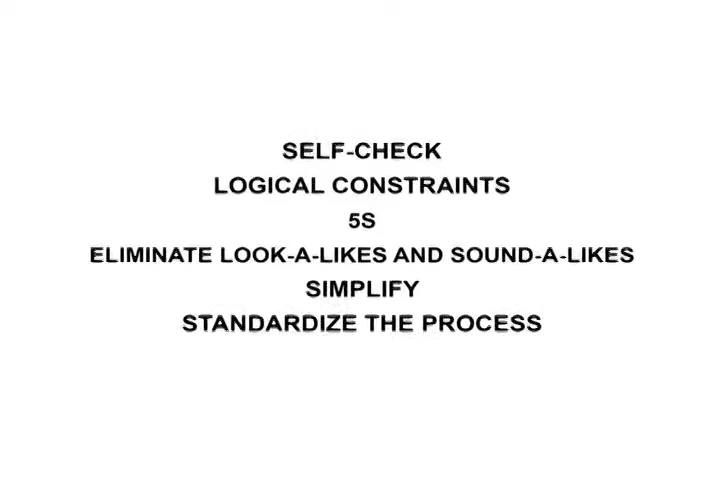 SELF-CHECK
LOGICAL CONSTRAINTS
5S
ELIMINATE LOOK-A-LIKES AND SOUND-A-LIKES
SIMPLIFY
STANDARDIZE THE PROCESS